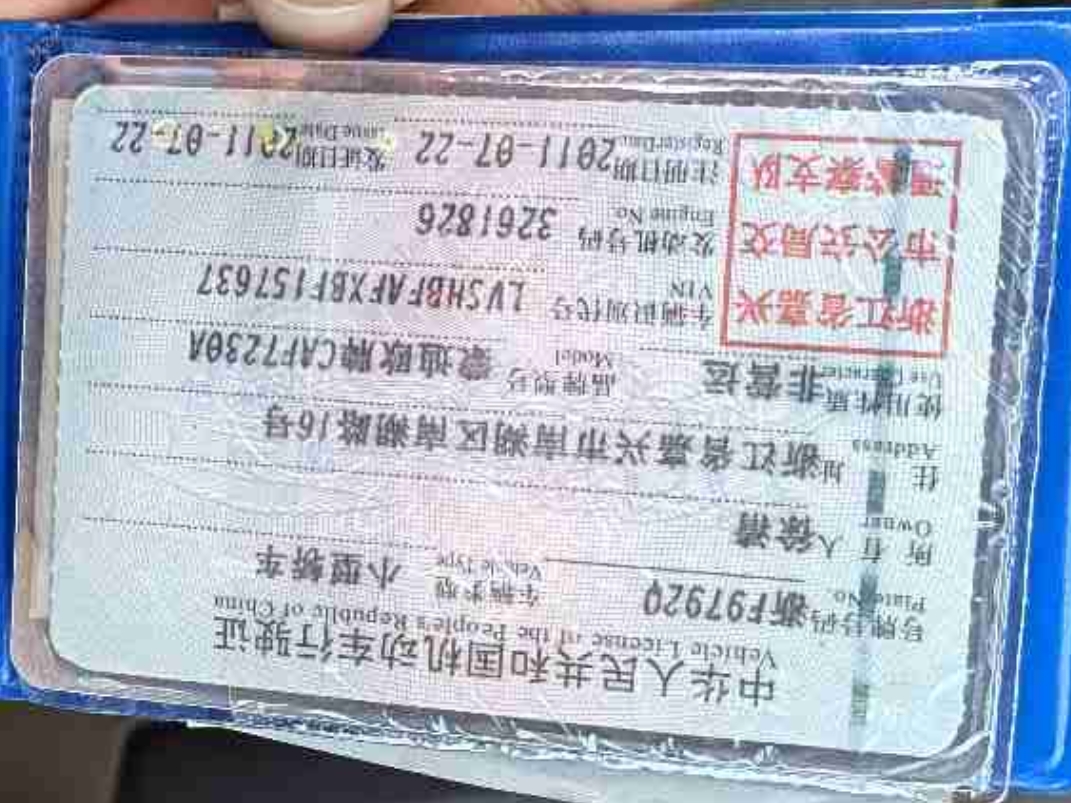 中华人民共和国机动车行驶证
Vehicle License of the People's Republic of China
号牌号码 浙F9792Q 车辆类型 小型轿车
Plate No. Vehicle Type
所有人 徐清
Owner
住址 浙江省嘉兴市南湖区南湖路16号
Address
使用性质 非营运 品牌型号 蒙迪欧牌CAF7230A
Use Character Model
浙江省嘉兴
市公安局交
通警察支队
车辆识别代号 LVSHBFAFXBF157637
VIN
发动机号码 3261826
Engine No.
注册日期 2011-07-22 发证日期 2011-07-22
Register Date Issue Date